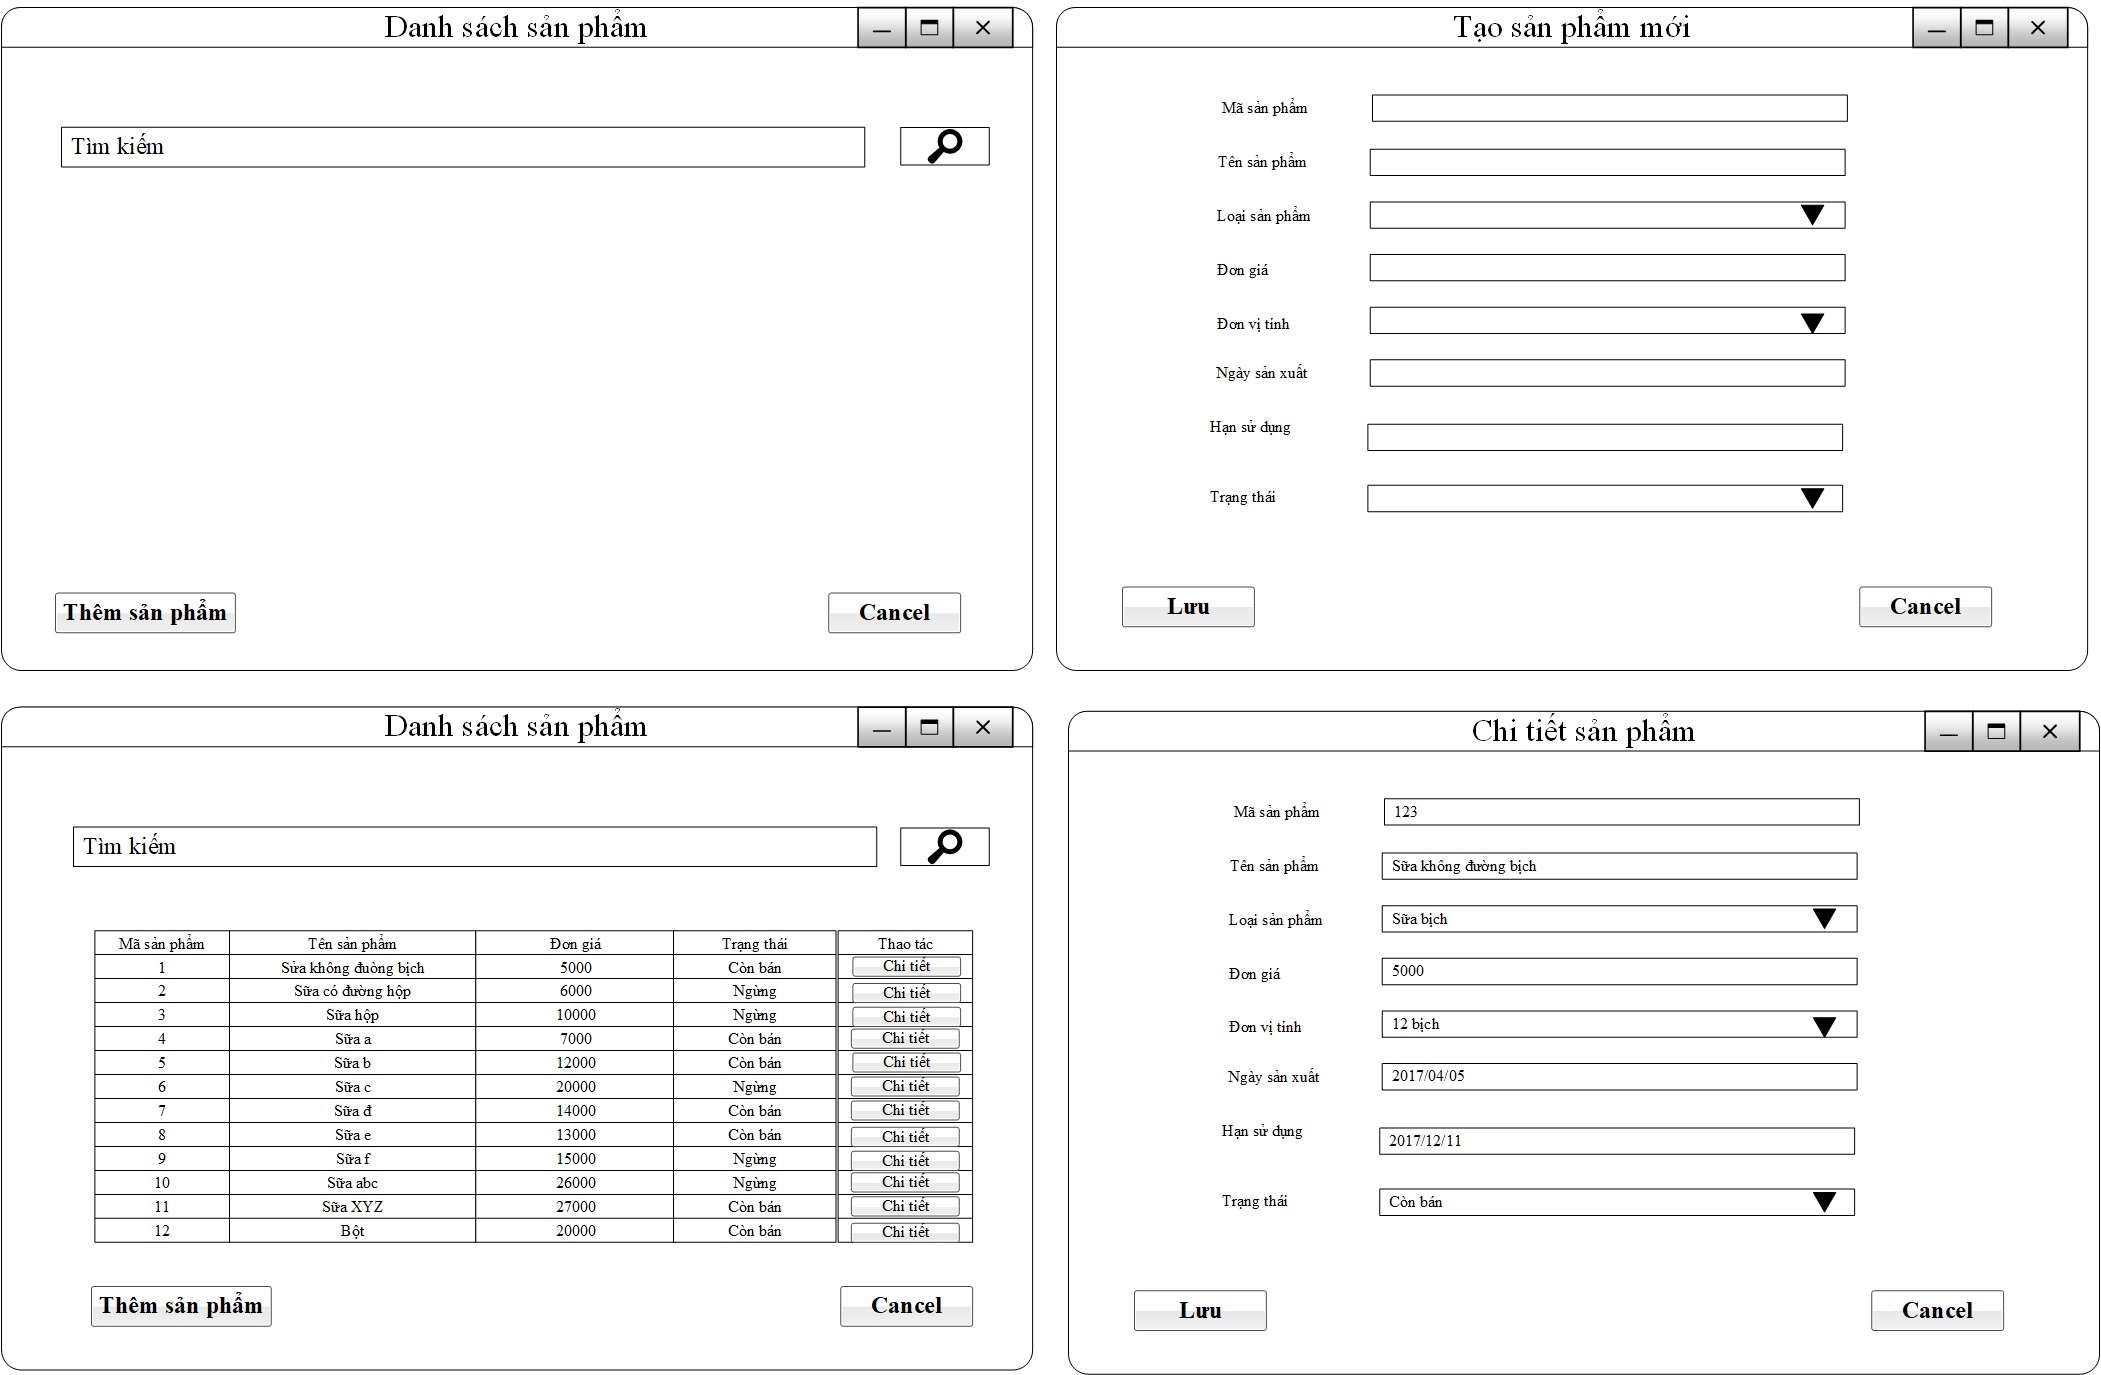 Danh sách sản phẩm
Tìm kiếm
Thêm sản phẩm
Cancel
Tạo sản phẩm mới
Mã sản phẩm
Tên sản phẩm
Loại sản phẩm
Đơn giá
Đơn vị tính
Ngày sản xuất
Hạn sử dụng
Trạng thái
Lưu
Cancel
Danh sách sản phẩm
Tìm kiếm
Mã sản phẩm Tên sản phẩm Đơn giá Trạng thái Thao tác
1 Sửa không đuòng bịch 5000 Còn bán Chi tiết
2 Sữa có đường hộp 6000 Ngừng Chi tiết
3 Sữa hộp 10000 Ngừng Chi tiết
4 Sữa a 7000 Còn bán Chi tiết
5 Sữa b 12000 Còn bán Chi tiết
6 Sữa c 20000 Ngừng Chi tiết
7 Sữa đ 14000 Còn bán Chi tiết
8 Sữa e 13000 Còn bán Chi tiết
9 Sữa f 15000 Ngừng Chi tiết
10 Sữa abc 26000 Ngừng Chi tiết
11 Sữa XYZ 27000 Còn bán Chi tiết
12 Bột 20000 Còn bán Chi tiết
Thêm sản phẩm
Cancel
Chi tiết sản phẩm
Mã sản phẩm 123
Tên sản phẩm Sữa không đường bịch
Loại sản phẩm Sữa bịch
Đơn giá 5000
Đơn vị tính 12 bịch
Ngày sản xuất 2017/04/05
Hạn sử dụng 2017/12/11
Trạng thái Còn bán
Lưu
Cancel